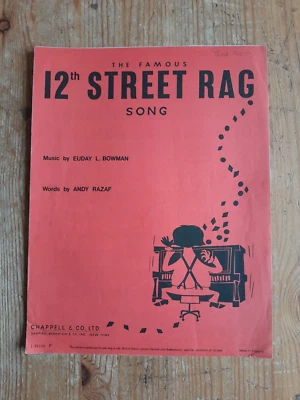 THE FAMOUS
12th STREET RAG
SONG
Music by EUDAY L. BOWMAN
Words by ANDY RAZAF
CHAPPELL & CO. LTD.